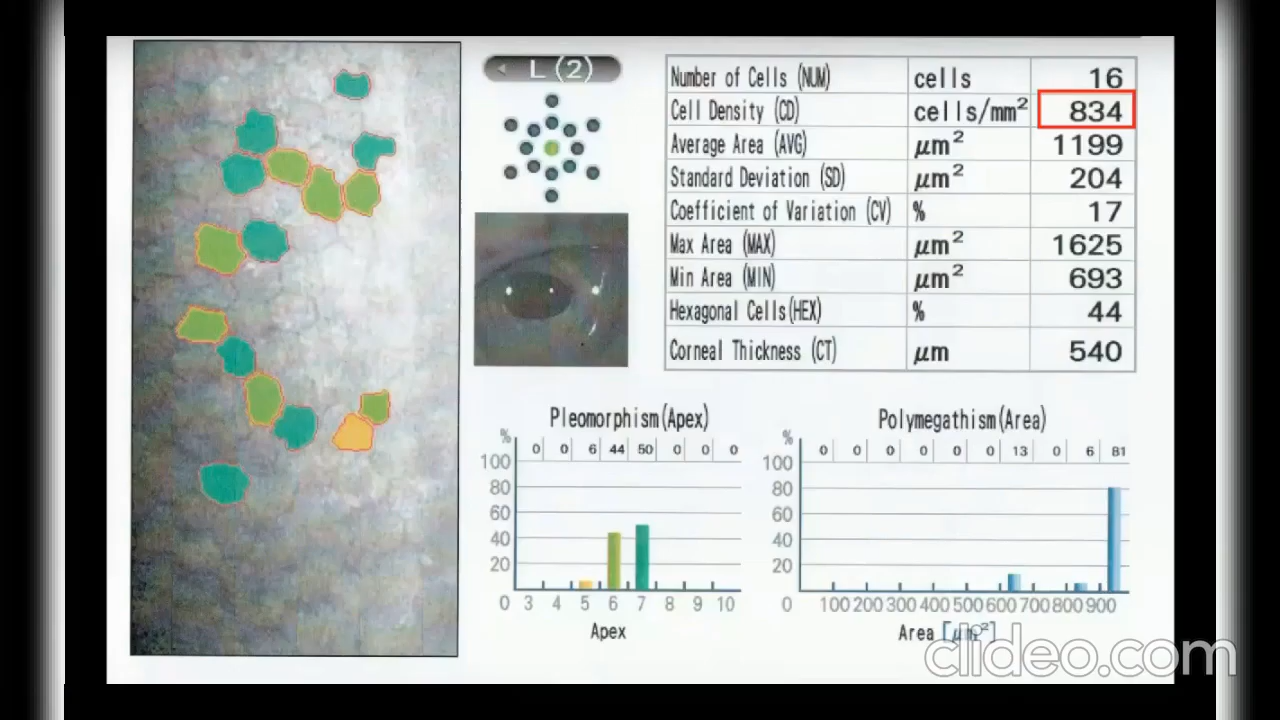 L (2)
Number of Cells (NUM) cells 16
Cell Density (CD) cells/mm² 834
Average Area (AVG) µm² 1199
Standard Deviation (SD) µm² 204
Coefficient of Variation (CV) % 17
Max Area (MAX) µm² 1625
Min Area (MIN) µm² 693
Hexagonal Cells(HEX) % 44
Corneal Thickness (CT) µm 540
Pleomorphism(Apex)
% 0 0 6 44 50 0 0 0
100
80
60
40
20
0 3 4 5 6 7 8 9 10
Apex
Polymegathism(Area)
% 0 0 0 0 0 0 13 0 6 81
100
80
60
40
20
0 100 200 300 400 500 600 700 800 900
Area [µm²]
clideo.com